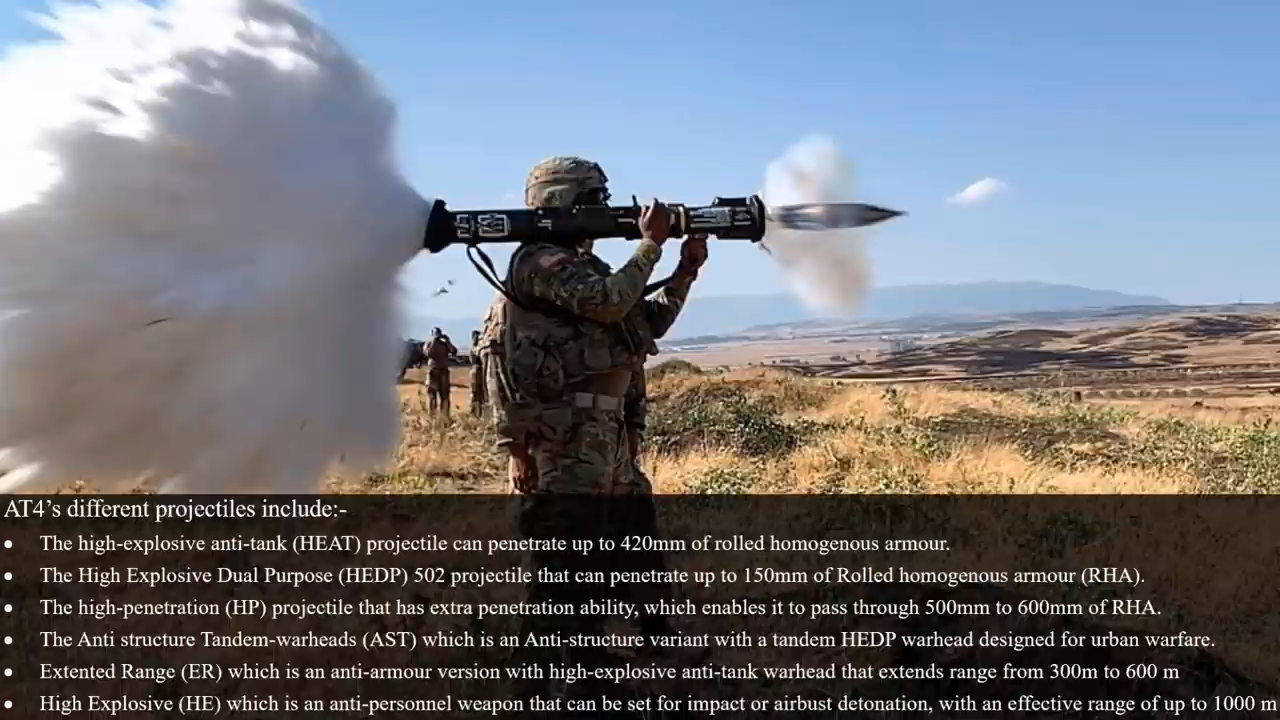 AT4’s different projectiles include:-
• The high-explosive anti-tank (HEAT) projectile can penetrate up to 420mm of rolled homogenous armour.
• The High Explosive Dual Purpose (HEDP) 502 projectile that can penetrate up to 150mm of Rolled homogenous armour (RHA).
• The high-penetration (HP) projectile that has extra penetration ability, which enables it to pass through 500mm to 600mm of RHA.
• The Anti structure Tandem-warheads (AST) which is an Anti-structure variant with a tandem HEDP warhead designed for urban warfare.
• Extented Range (ER) which is an anti-armour version with high-explosive anti-tank warhead that extends range from 300m to 600 m
• High Explosive (HE) which is an anti-personnel weapon that can be set for impact or airbust detonation, with an effective range of up to 1000 m